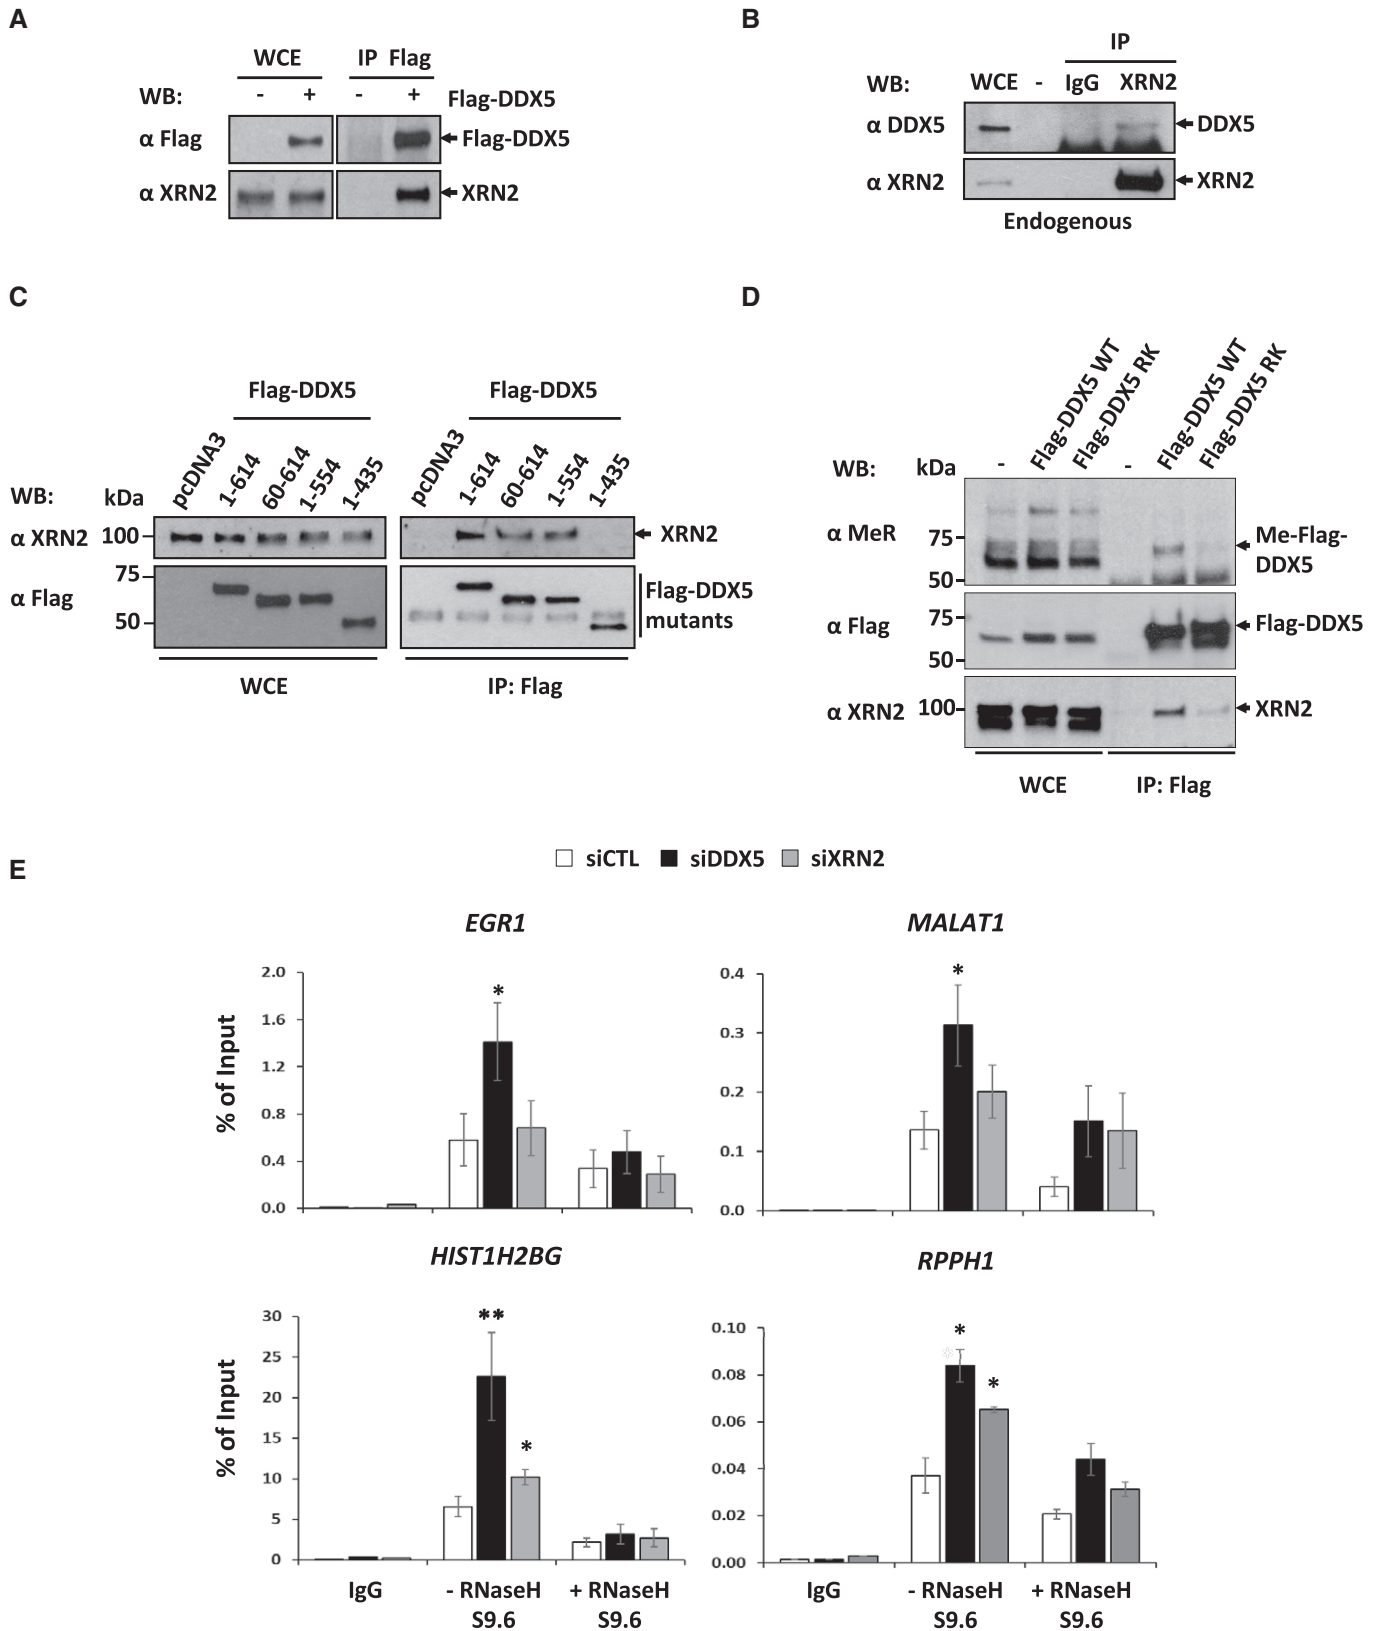 A
WCE IP Flag
WB: - + - + Flag-DDX5
α Flag Flag-DDX5
α XRN2 XRN2
B
IP
WB: WCE - IgG XRN2
α DDX5 DDX5
α XRN2 XRN2
Endogenous
C
Flag-DDX5 Flag-DDX5
pcDNA3 1-614 60-614 1-554 1-435 pcDNA3 1-614 60-614 1-554 1-435
WB: kDa
α XRN2 100 XRN2
75
α Flag Flag-DDX5
50 mutants
WCE IP: Flag
D
Flag-DDX5 WT Flag-DDX5 RK Flag-DDX5 WT Flag-DDX5 RK
WB: kDa - -
α MeR 75 Me-Flag-
50 DDX5
75
α Flag Flag-DDX5
50
α XRN2 100 XRN2
WCE IP: Flag
E
siCTL siDDX5 siXRN2
EGR1
% of Input
2.0
1.6
1.2
0.8
0.4
0.0
*
MALAT1
0.4
0.3
0.2
0.1
0.0
*
HIST1H2BG
% of Input
30
25
20
15
10
5
0
**
*
IgG - RNaseH + RNaseH
S9.6 S9.6
RPPH1
0.10
0.08
0.06
0.04
0.02
0.00
*
*
IgG - RNaseH + RNaseH
S9.6 S9.6